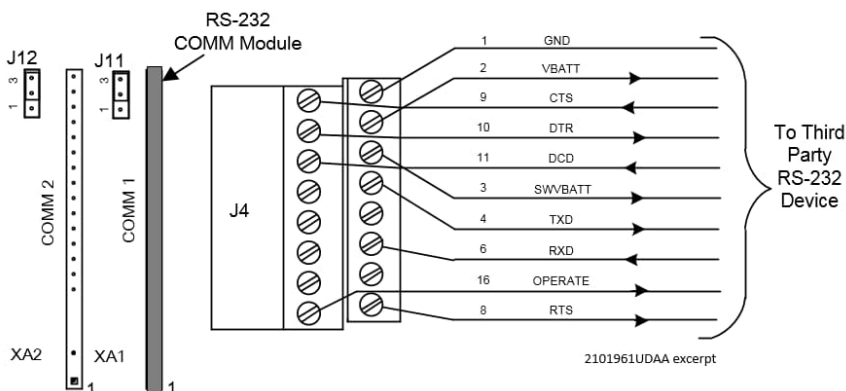 RS-232
COMM Module
J12
J11
3
1
3
1
COMM 2
COMM 1
XA2
XA1
1
1
J4
1 GND
2 VBATT
9 CTS
10 DTR
11 DCD
3 SWVBATT
4 TXD
6 RXD
16 OPERATE
8 RTS
To Third
Party
RS-232
Device
2101961UDAA excerpt